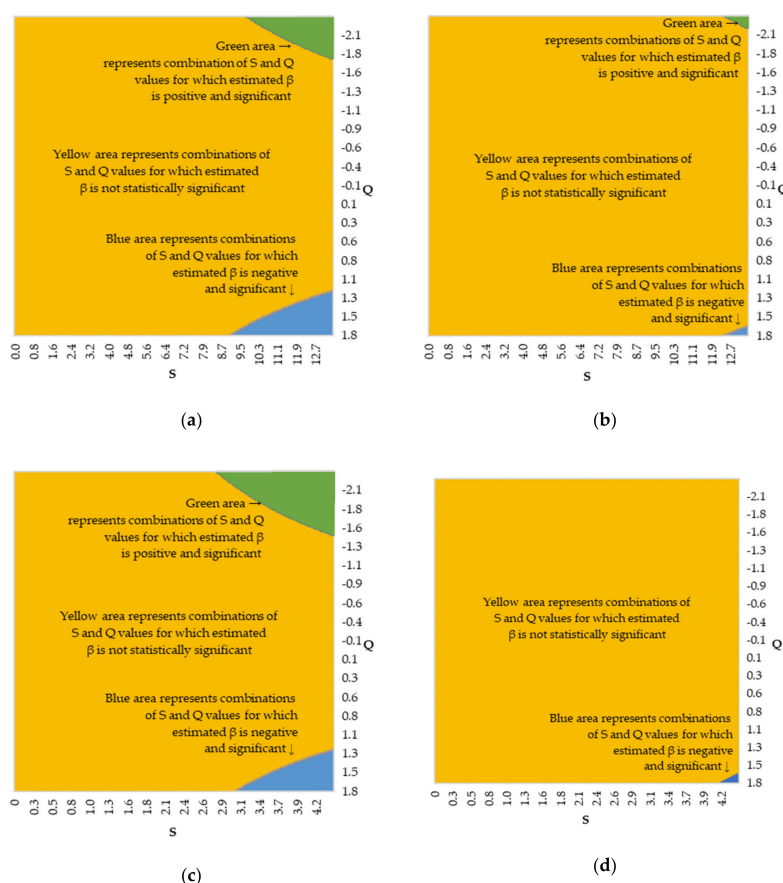 Green area →
represents combination of S and Q
values for which estimated β
is positive and significant
Yellow area represents combinations of
S and Q values for which estimated
β is not statistically significant
Blue area represents combinations
of S and Q values for which
estimated β is negative
and significant ↓
-2.1
-1.8
-1.6
-1.3
-1.1
-0.9
-0.6
-0.4
-0.1
Q
0.1
0.3
0.6
0.8
1.1
1.3
1.5
1.8
0.0 0.8 1.6 2.4 3.2 4.0 4.8 5.6 6.4 7.9 8.7 9.5 10.3 11.1 11.9 12.7
S
(a)
Green area →
represents combinations of S and Q
values for which estimated β
is positive and significant
Yellow area represents combinations of
S and Q values for which estimated
β is not statistically significant
Blue area represents combinations
of S and Q values for which
estimated β is negative
and significant ↓
-2.1
-1.8
-1.6
-1.3
-1.1
-0.9
-0.6
-0.4
-0.1
Q
0.1
0.3
0.6
0.8
1.1
1.3
1.5
1.8
0.0 0.8 1.6 2.4 3.2 4.0 4.8 5.6 6.4 7.9 8.7 9.5 10.3 11.1 11.9 12.7
S
(b)
Green area →
represents combinations of S and Q
values for which estimated β
is positive and significant
Yellow area represents combinations of
S and Q values for which estimated
β is not statistically significant
Blue area represents combinations
of S and Q values for which
estimated β is negative
and significant ↓
-2.1
-1.8
-1.6
-1.3
-1.1
-0.9
-0.6
-0.4
-0.1
Q
0.1
0.3
0.6
0.8
1.1
1.3
1.5
1.8
0 0.3 0.5 0.8 1.0 1.3 1.6 1.8 2.1 2.4 2.6 2.9 3.1 3.4 3.7 3.9 4.2
S
(c)
Yellow area represents combinations of
S and Q values for which estimated
β is not statistically significant
Blue area represents combinations
of S and Q values for which
estimated β is negative
and significant ↓
-2.1
-1.8
-1.6
-1.3
-1.1
-0.9
-0.6
-0.4
-0.1
Q
0.1
0.3
0.6
0.8
1.1
1.3
1.5
1.8
0 0.3 0.5 0.8 1.0 1.3 1.6 1.8 2.1 2.4 2.6 2.9 3.1 3.4 3.7 3.9 4.2
S
(d)